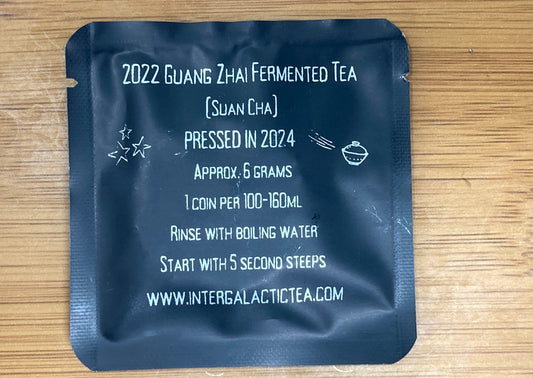 2022 Guang Zhai Fermented Tea
(Suan Cha)
PRESSED IN 2024
Approx. 6 grams
1 coin per 100-160ml
Rinse with boiling water
Start with 5 second steeps
www.intergalactictea.com